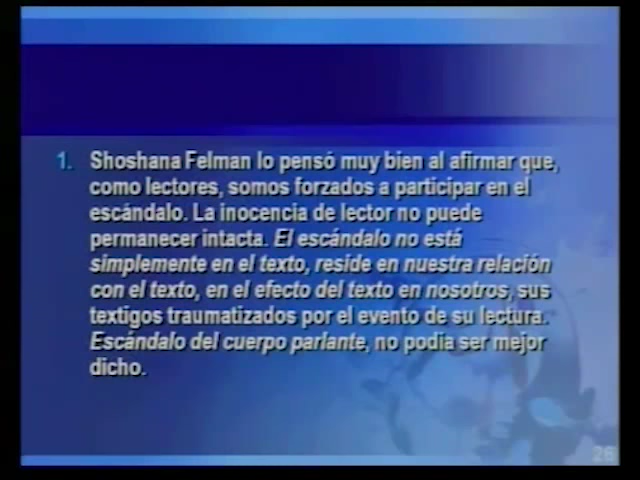 1. Shoshana Felman lo pensó muy bien al afirmar que,
como lectores, somos forzados a participar en el
escándalo. La inocencia de lector no puede
permanecer intacta. El escándalo no está
simplemente en el texto, reside en nuestra relación
con el texto, en el efecto del texto en nosotros, sus
textigos traumatizados por el evento de su lectura.
Escándalo del cuerpo parlante, no podia ser mejor
dicho.
26